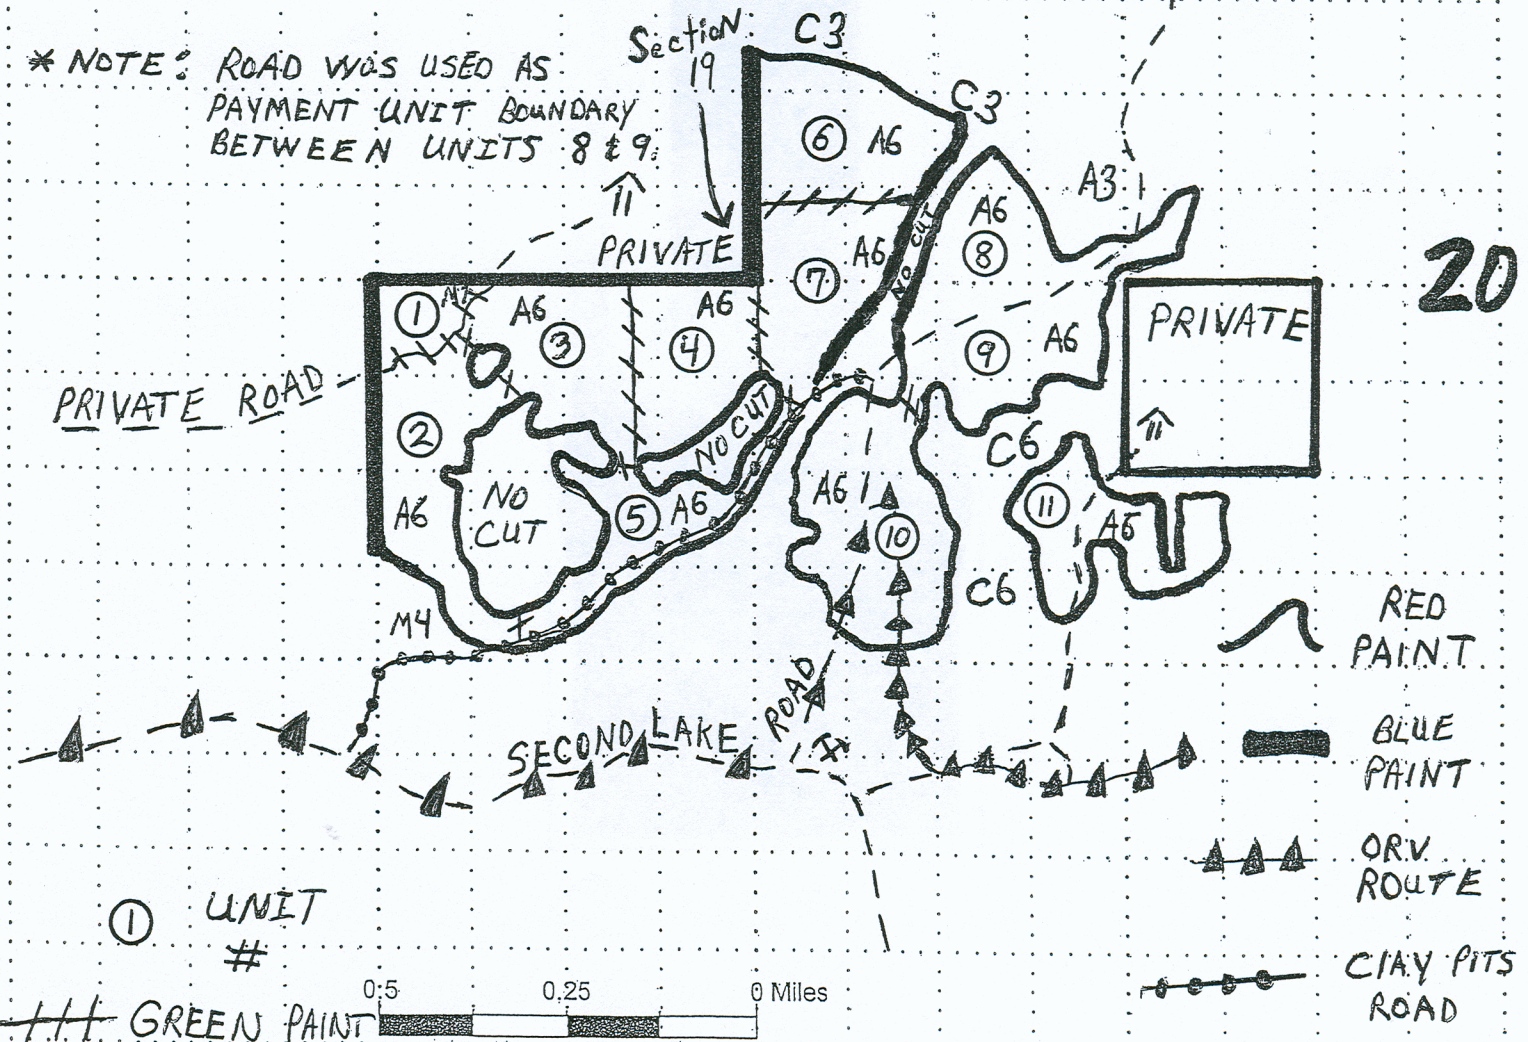 * NOTE: ROAD WAS USED AS
PAYMENT UNIT BOUNDARY
BETWEEN UNITS 8 & 9.
Section
19
C3
C3
6 A6
A3
PRIVATE
A6
7
NO CUT
A6
8
20
1
A6
3
A6
4
9 A6
PRIVATE
PRIVATE ROAD
2
NO CUT
C6
A6
NO
CUT
5 A6
A6
10
11
A6
C6
M4
RED
PAINT
ROAD
SECOND LAKE
BLUE
PAINT
ORV
ROUTE
1 UNIT
#
CLAY PITS
ROAD
0.5 0.25 0 Miles
GREEN PAINT